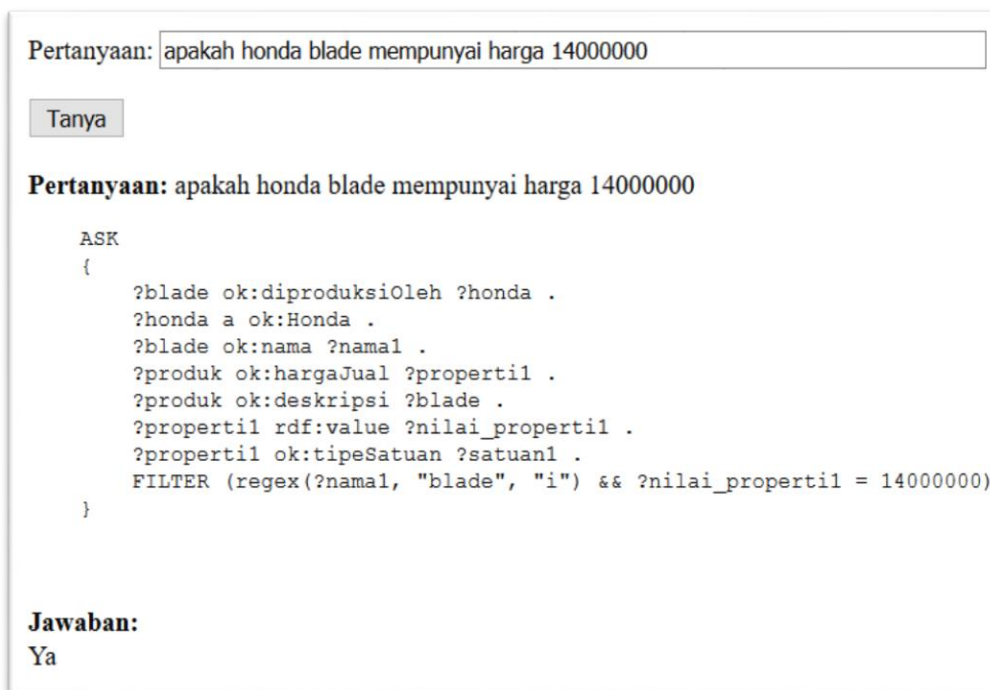 Pertanyaan: apakah honda blade mempunyai harga 14000000
Tanya
Pertanyaan: apakah honda blade mempunyai harga 14000000
ASK
{
?blade ok:diproduksiOleh ?honda .
?honda a ok:Honda .
?blade ok:nama ?nama1 .
?produk ok:hargaJual ?properti1 .
?produk ok:deskripsi ?blade .
?properti1 rdf:value ?nilai_properti1 .
?properti1 ok:tipeSatuan ?satuan1 .
FILTER (regex(?nama1, "blade", "i") && ?nilai_properti1 = 14000000)
}
Jawaban:
Ya